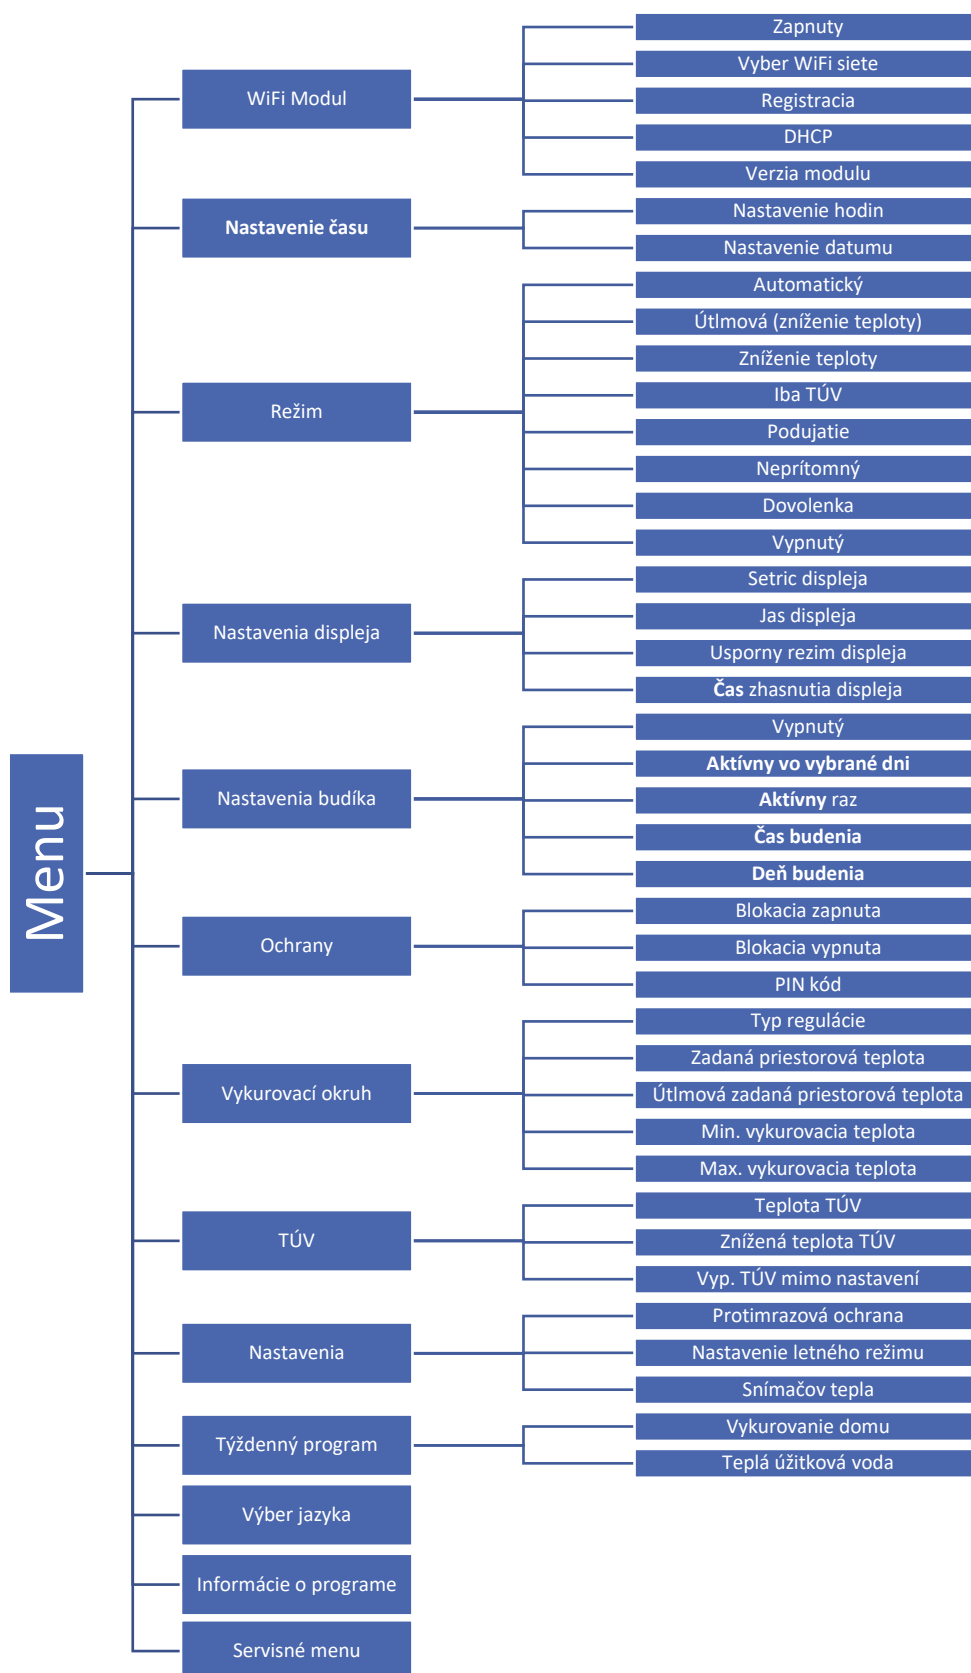 Menu
WiFi Modul
Zapnuty
Vyber WiFi siete
Registracia
DHCP
Verzia modulu
Nastavenie času
Nastavenie hodin
Nastavenie datumu
Režim
Automatický
Útlmová (zníženie teploty)
Zníženie teploty
Iba TÚV
Podujatie
Neprítomný
Dovolenka
Vypnutý
Nastavenia displeja
Setric displeja
Jas displeja
Usporny rezim displeja
Čas zhasnutia displeja
Nastavenia budíka
Vypnutý
Aktívny vo vybrané dni
Aktívny raz
Čas budenia
Deň budenia
Ochrany
Blokacia zapnuta
Blokacia vypnuta
PIN kód
Vykurovací okruh
Typ regulácie
Zadaná priestorová teplota
Útlmová zadaná priestorová teplota
Min. vykurovacia teplota
Max. vykurovacia teplota
TÚV
Teplota TÚV
Znížená teplota TÚV
Vyp. TÚV mimo nastavení
Nastavenia
Protimrazová ochrana
Nastavenie letného režimu
Snímačov tepla
Týždenný program
Vykurovanie domu
Teplá úžitková voda
Výber jazyka
Informácie o programe
Servisné menu